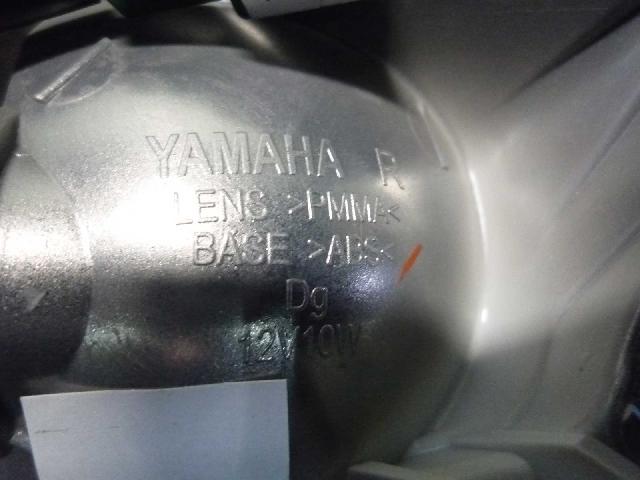 YAMAHA R
LENS >PMMA<
BASE >ABS<
Dg
12V10W